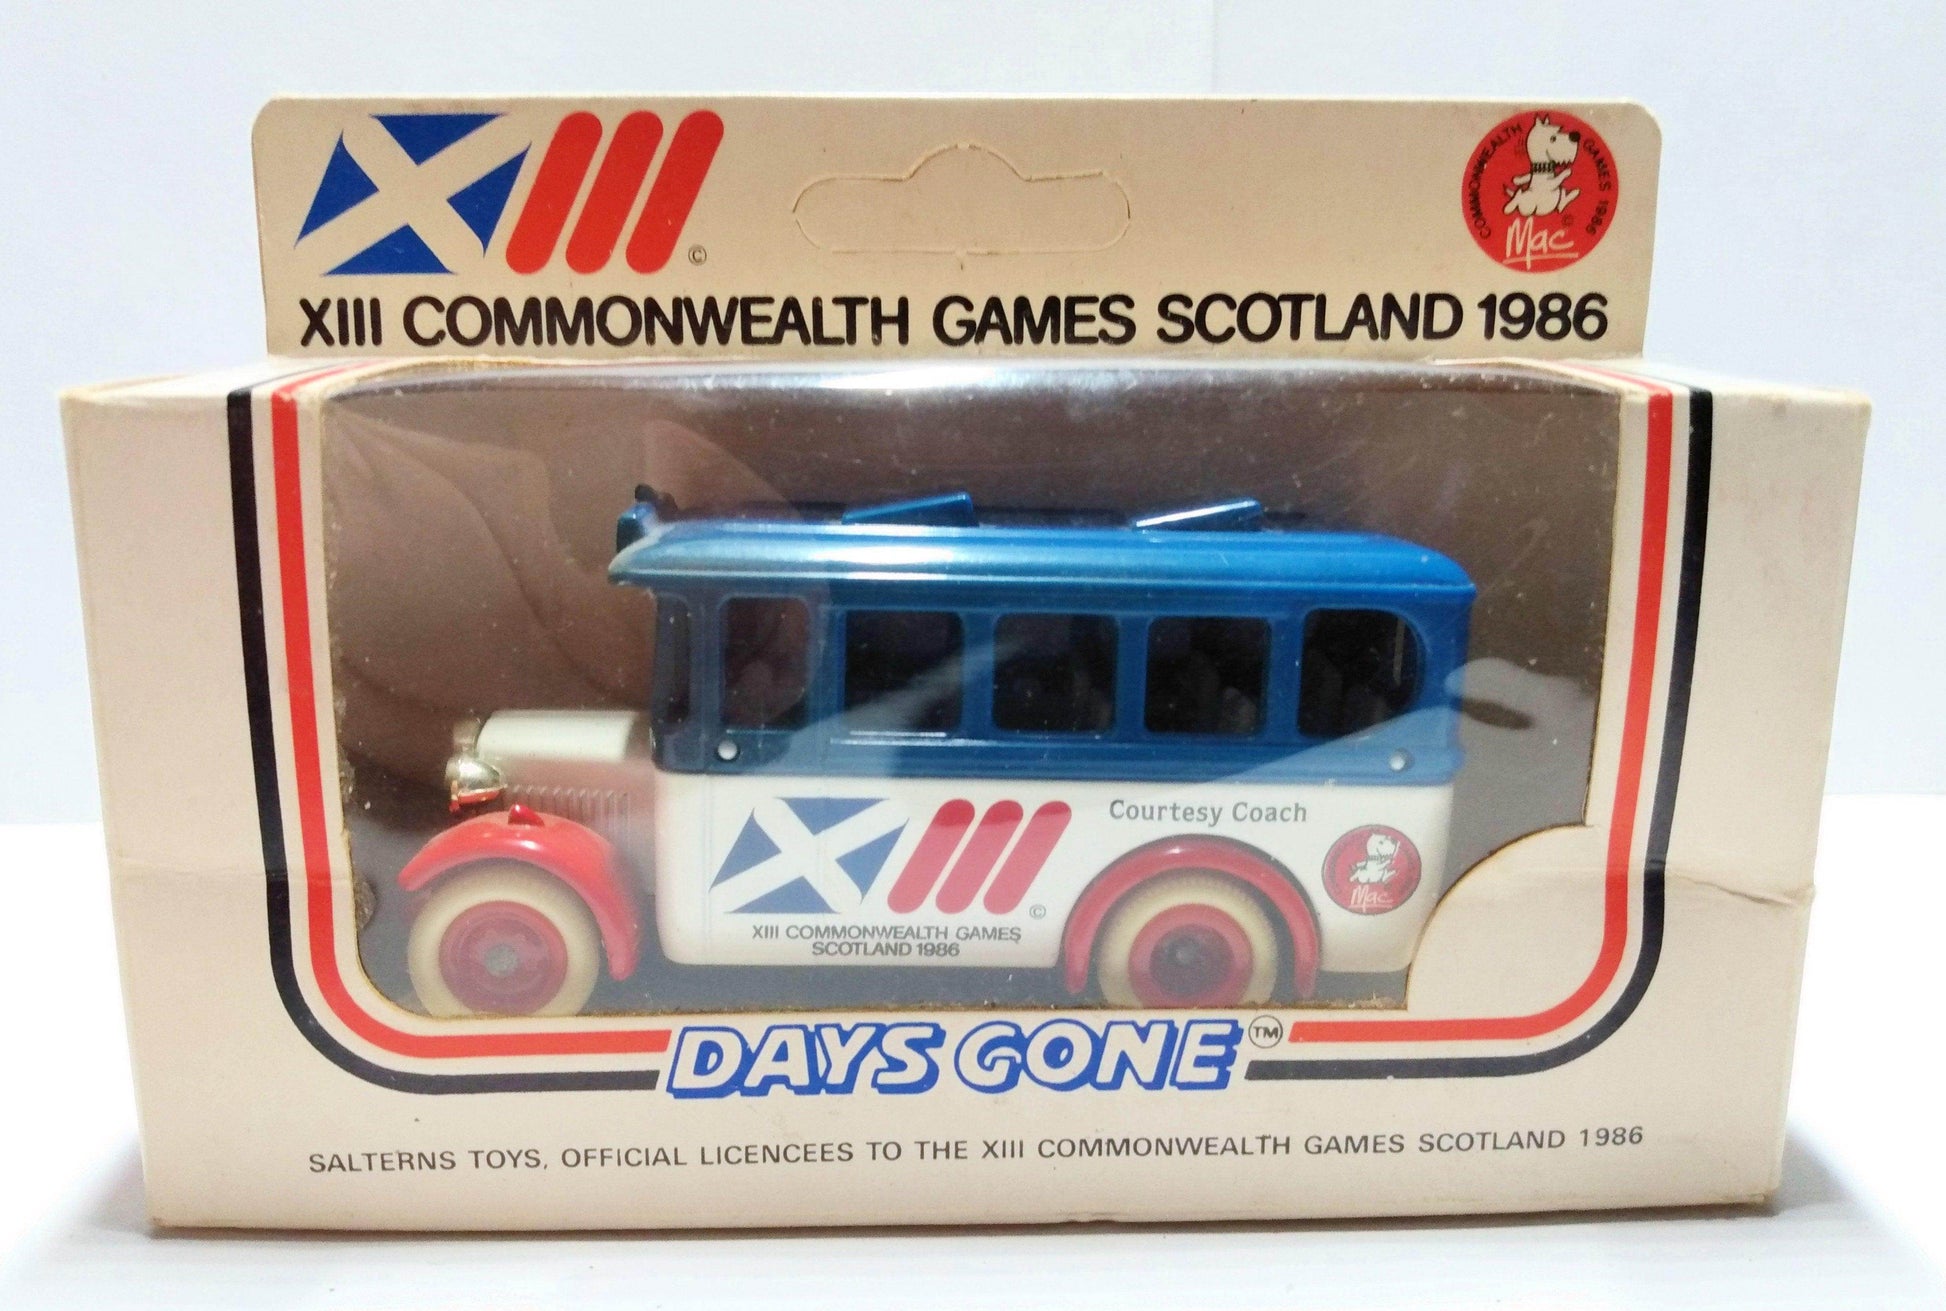 COMMONWEALTH GAMES 1986
©
Mac
©
XIII COMMONWEALTH GAMES SCOTLAND 1986
Courtesy Coach
©
Mac
XIII COMMONWEALTH GAMES
SCOTLAND 1986
DAYS GONE™
SALTERNS TOYS, OFFICIAL LICENCEES TO THE XIII COMMONWEALTH GAMES SCOTLAND 1986